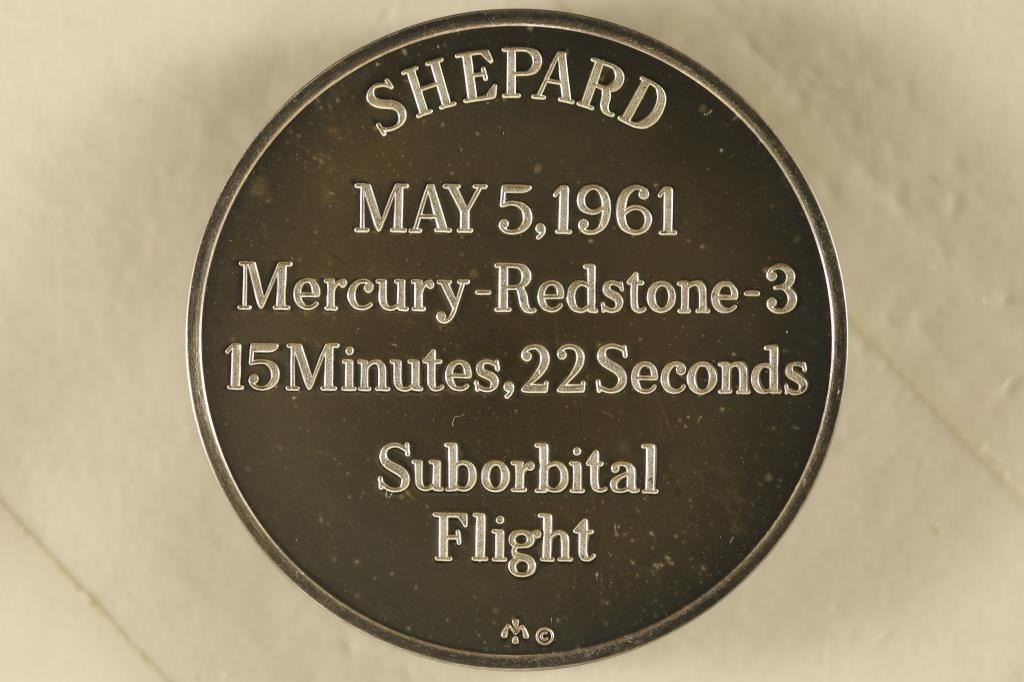 SHEPARD
MAY 5, 1961
Mercury-Redstone-3
15 Minutes, 22 Seconds
Suborbital
Flight
©